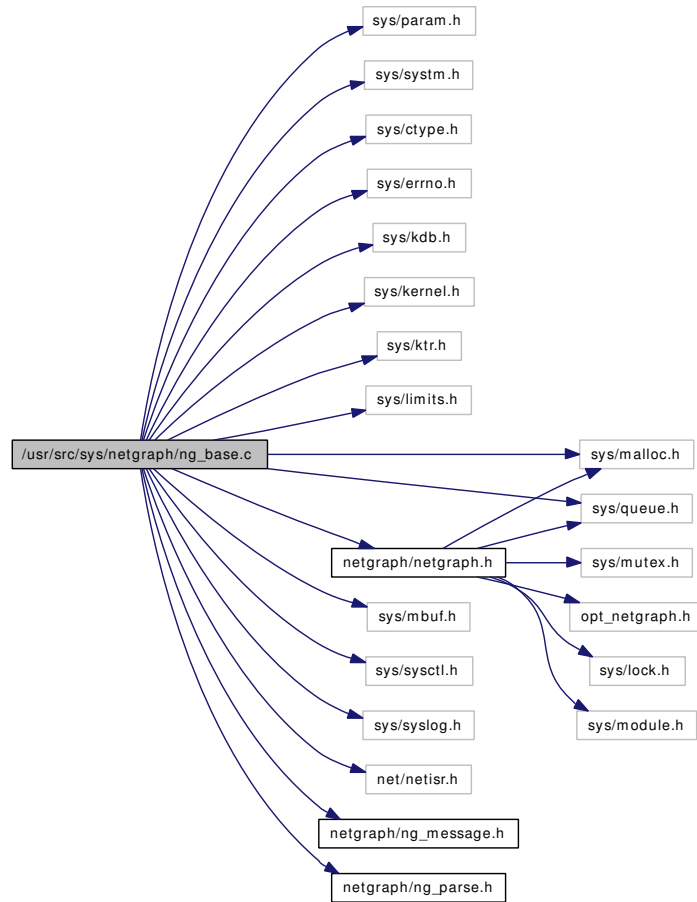 sys/param.h
sys/systm.h
sys/ctype.h
sys/errno.h
sys/kdb.h
sys/kernel.h
sys/ktr.h
sys/limits.h
/usr/src/sys/netgraph/ng_base.c
sys/malloc.h
sys/queue.h
netgraph/netgraph.h
sys/mutex.h
sys/mbuf.h
opt_netgraph.h
sys/sysctl.h
sys/lock.h
sys/syslog.h
sys/module.h
net/netisr.h
netgraph/ng_message.h
netgraph/ng_parse.h